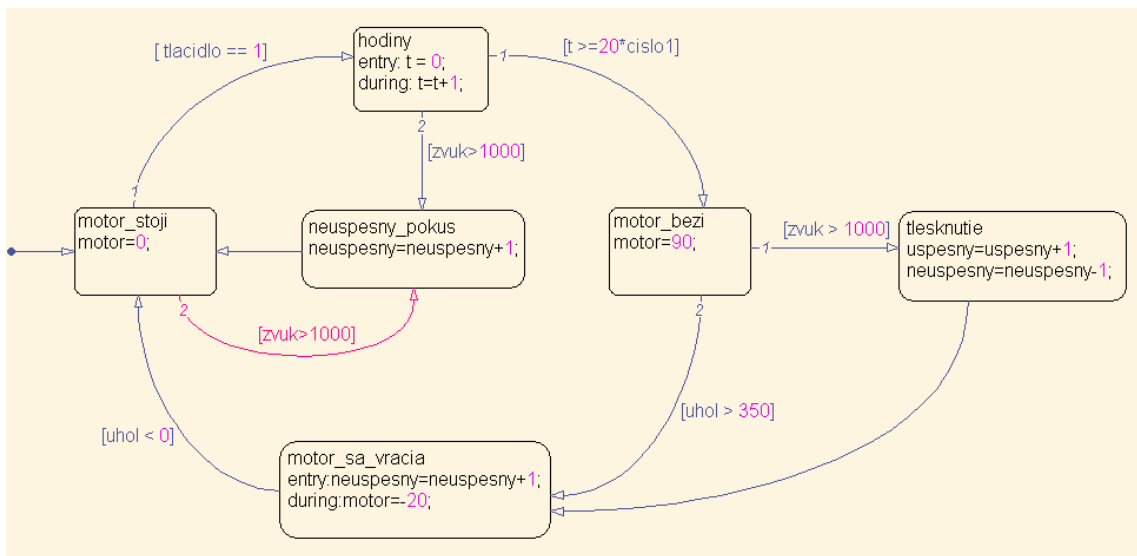 hodiny
entry: t = 0;
during: t=t+1;
[ tlacidlo == 1]
1
[t >=20*cislo1]
2
[zvuk>1000]
1
motor_stoji
motor=0;
neuspesny_pokus
neuspesny=neuspesny+1;
motor_bezi
motor=90;
[zvuk > 1000]
1
tlesknutie
uspesny=uspesny+1;
neuspesny=neuspesny-1;
2
[zvuk>1000]
2
[uhol > 350]
[uhol < 0]
motor_sa_vracia
entry:neuspesny=neuspesny+1;
during:motor=-20;